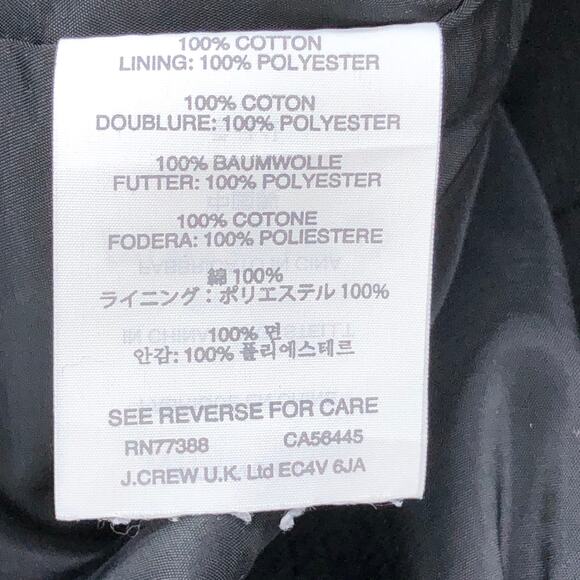 100% COTTON
LINING: 100% POLYESTER
100% COTON
DOUBLURE: 100% POLYESTER
100% BAUMWOLLE
FUTTER: 100% POLYESTER
100% COTONE
FODERA: 100% POLIESTERE
綿 100%
ライニング : ポリエステル 100%
100% 면
안감: 100% 폴리에스테르
SEE REVERSE FOR CARE
RN77388 CA56445
J.CREW U.K. Ltd EC4V 6JA